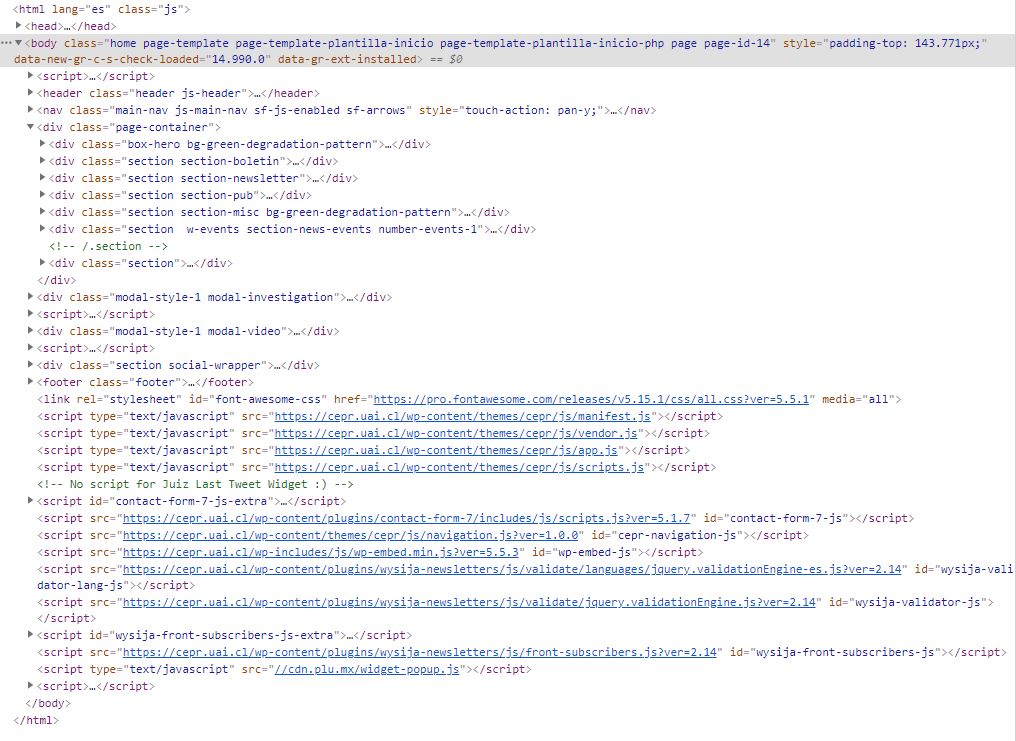 <html lang="es" class="js">
<head>…</head>
…<body class="home page-template page-template-plantilla-inicio page-template-plantilla-inicio-php page page-id-14" style="padding-top: 143.771px;"
data-new-gr-c-s-check-loaded="14.990.0" data-gr-ext-installed> == $0
<script>…</script>
<header class="header js-header">…</header>
<nav class="main-nav js-main-nav sf-js-enabled sf-arrows" style="touch-action: pan-y;">…</nav>
<div class="page-container">
<div class="box-hero bg-green-degradation-pattern">…</div>
<div class="section section-boletin">…</div>
<div class="section section-newsletter">…</div>
<div class="section section-pub">…</div>
<div class="section section-misc bg-green-degradation-pattern">…</div>
<div class="section  w-events section-news-events number-events-1">…</div>
<!-- /.section -->
<div class="section">…</div>
</div>
<div class="modal-style-1 modal-investigation">…</div>
<script>…</script>
<div class="modal-style-1 modal-video">…</div>
<script>…</script>
<div class="section social-wrapper">…</div>
<footer class="footer">…</footer>
<link rel="stylesheet" id="font-awesome-css" href="https://pro.fontawesome.com/releases/v5.15.1/css/all.css?ver=5.5.1" media="all">
<script type="text/javascript" src="https://cepr.uai.cl/wp-content/themes/cepr/js/manifest.js"></script>
<script type="text/javascript" src="https://cepr.uai.cl/wp-content/themes/cepr/js/vendor.js"></script>
<script type="text/javascript" src="https://cepr.uai.cl/wp-content/themes/cepr/js/app.js"></script>
<script type="text/javascript" src="https://cepr.uai.cl/wp-content/themes/cepr/js/scripts.js"></script>
<!-- No script for Juiz Last Tweet Widget :) -->
<script id="contact-form-7-js-extra">…</script>
<script src="https://cepr.uai.cl/wp-content/plugins/contact-form-7/includes/js/scripts.js?ver=5.1.7" id="contact-form-7-js"></script>
<script src="https://cepr.uai.cl/wp-content/themes/cepr/js/navigation.js?ver=1.0.0" id="cepr-navigation-js"></script>
<script src="https://cepr.uai.cl/wp-includes/js/wp-embed.min.js?ver=5.5.3" id="wp-embed-js"></script>
<script src="https://cepr.uai.cl/wp-content/plugins/wysija-newsletters/js/validate/languages/jquery.validationEngine-es.js?ver=2.14" id="wysija-vali
dator-lang-js"></script>
<script src="https://cepr.uai.cl/wp-content/plugins/wysija-newsletters/js/validate/jquery.validationEngine.js?ver=2.14" id="wysija-validator-js">
</script>
<script id="wysija-front-subscribers-js-extra">…</script>
<script src="https://cepr.uai.cl/wp-content/plugins/wysija-newsletters/js/front-subscribers.js?ver=2.14" id="wysija-front-subscribers-js"></script>
<script type="text/javascript" src="//cdn.plu.mx/widget-popup.js"></script>
<script>…</script>
</body>
</html>